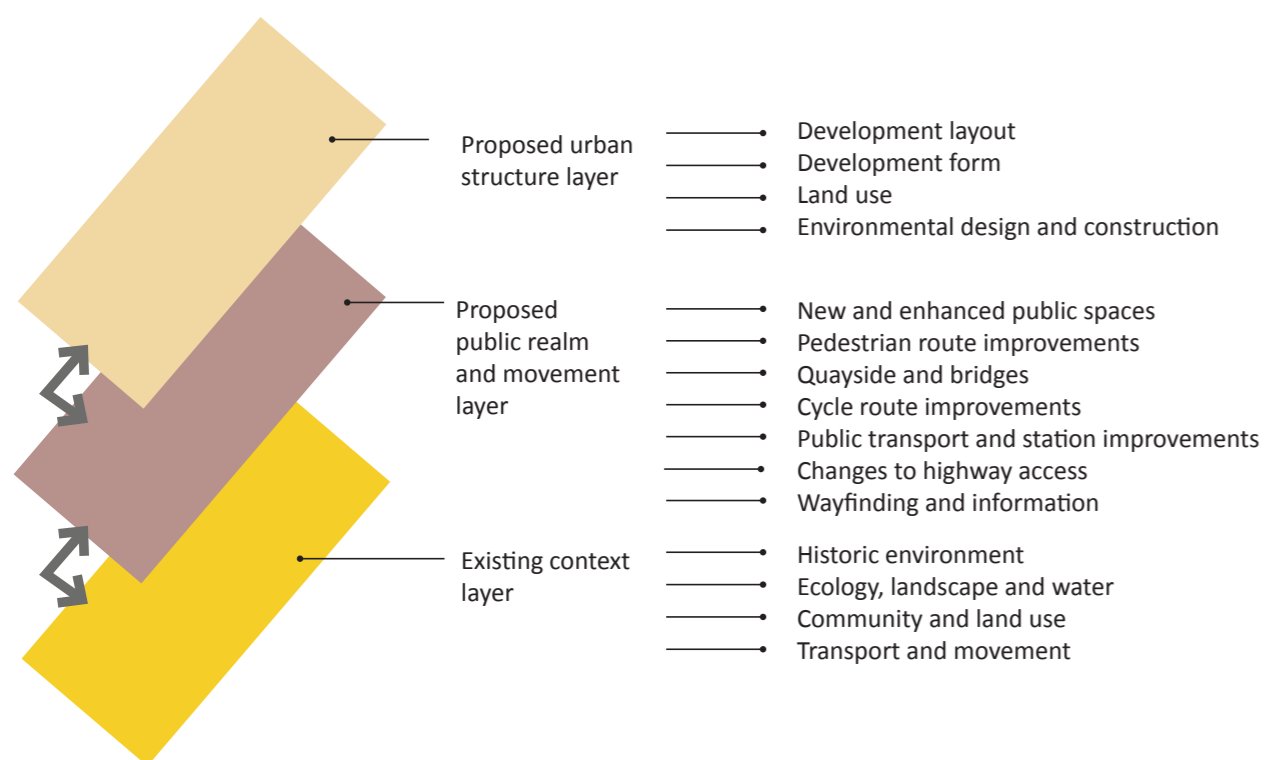 Proposed urban
structure layer
Development layout
Development form
Land use
Environmental design and construction
Proposed
public realm
and movement
layer
New and enhanced public spaces
Pedestrian route improvements
Quayside and bridges
Cycle route improvements
Public transport and station improvements
Changes to highway access
Wayfinding and information
Existing context
layer
Historic environment
Ecology, landscape and water
Community and land use
Transport and movement